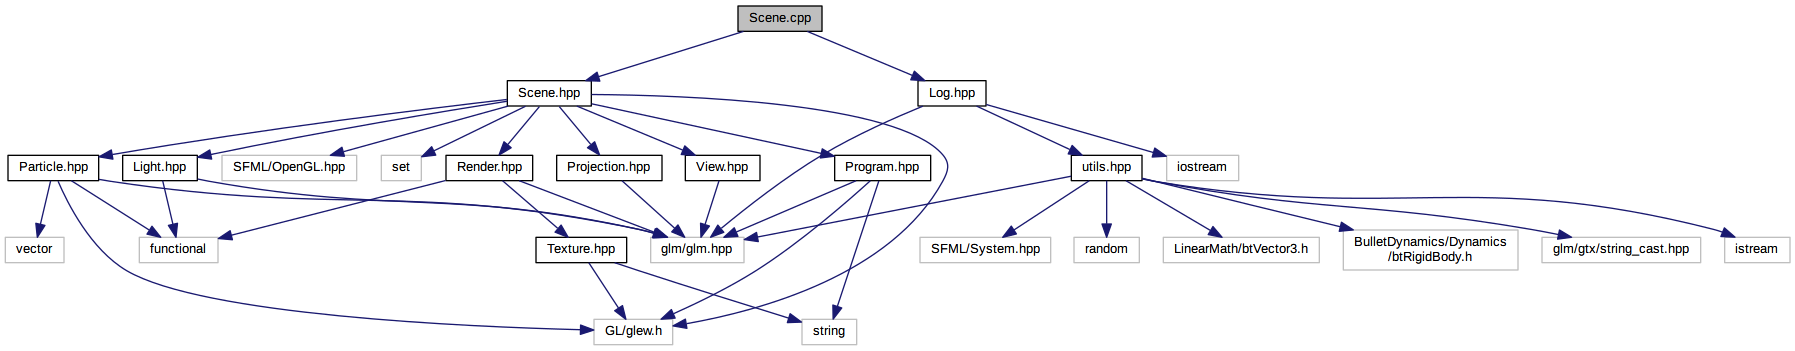 Scene.cpp
Scene.hpp
Log.hpp
Particle.hpp
Light.hpp
SFML/OpenGL.hpp
set
Render.hpp
Projection.hpp
View.hpp
Program.hpp
utils.hpp
iostream
vector
functional
Texture.hpp
glm/glm.hpp
SFML/System.hpp
random
LinearMath/btVector3.h
BulletDynamics/Dynamics
/btRigidBody.h
glm/gtx/string_cast.hpp
istream
GL/glew.h
string